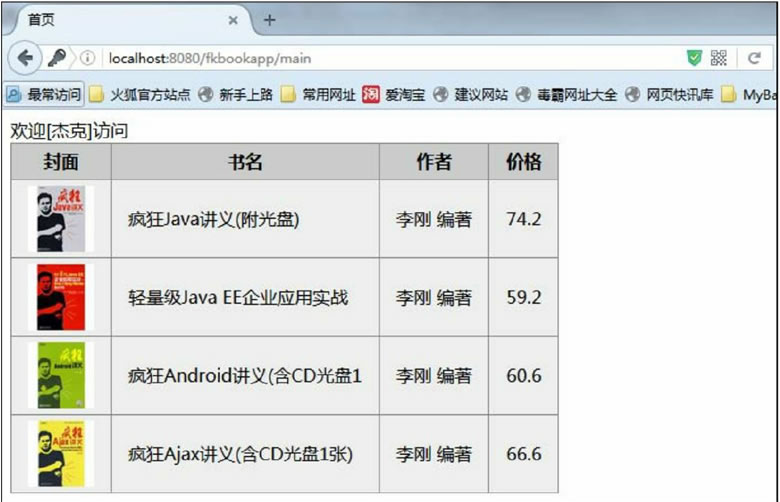 首页
localhost:8080/fkbookapp/main
最常访问 火狐官方站点 新手上路 常用网址 淘 爱淘宝 建议网站 毒霸网址大全 网页快讯库 MyBa
欢迎[杰克]访问
封面 书名 作者 价格
疯狂 Java讲义
疯狂Java讲义(附光盘) 李刚 编著 74.2
轻量级Java EE企业应用实战 李刚 编著 59.2
疯狂 Android讲义
疯狂Android讲义(含CD光盘1 李刚 编著 60.6
疯狂 Ajax讲义
疯狂Ajax讲义(含CD光盘1张) 李刚 编著 66.6